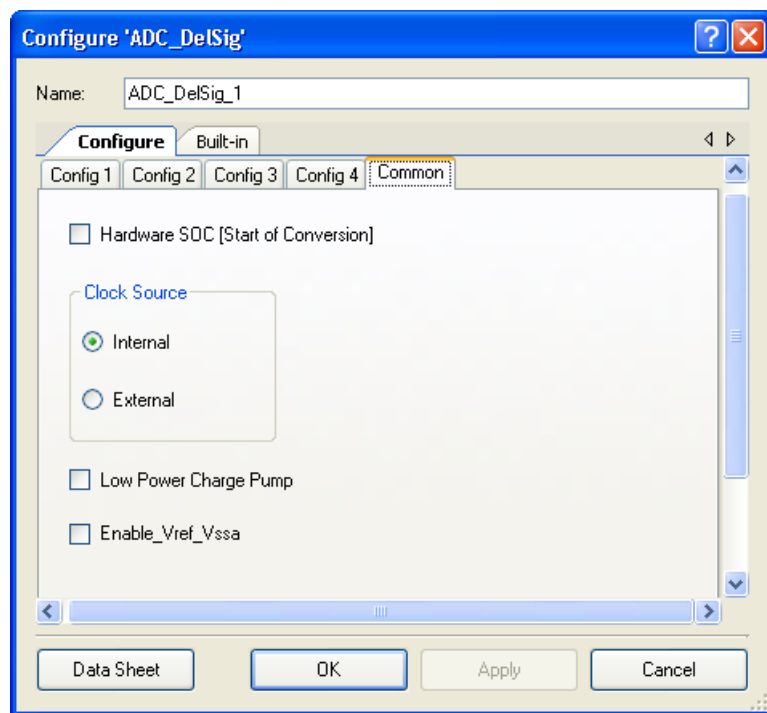 Configure 'ADC_DelSig'
Name: ADC_DelSig_1
Configure Built-in
Config 1 Config 2 Config 3 Config 4 Common
Hardware SOC [Start of Conversion]
Clock Source
Internal
External
Low Power Charge Pump
Enable_Vref_Vssa
Data Sheet OK Apply Cancel